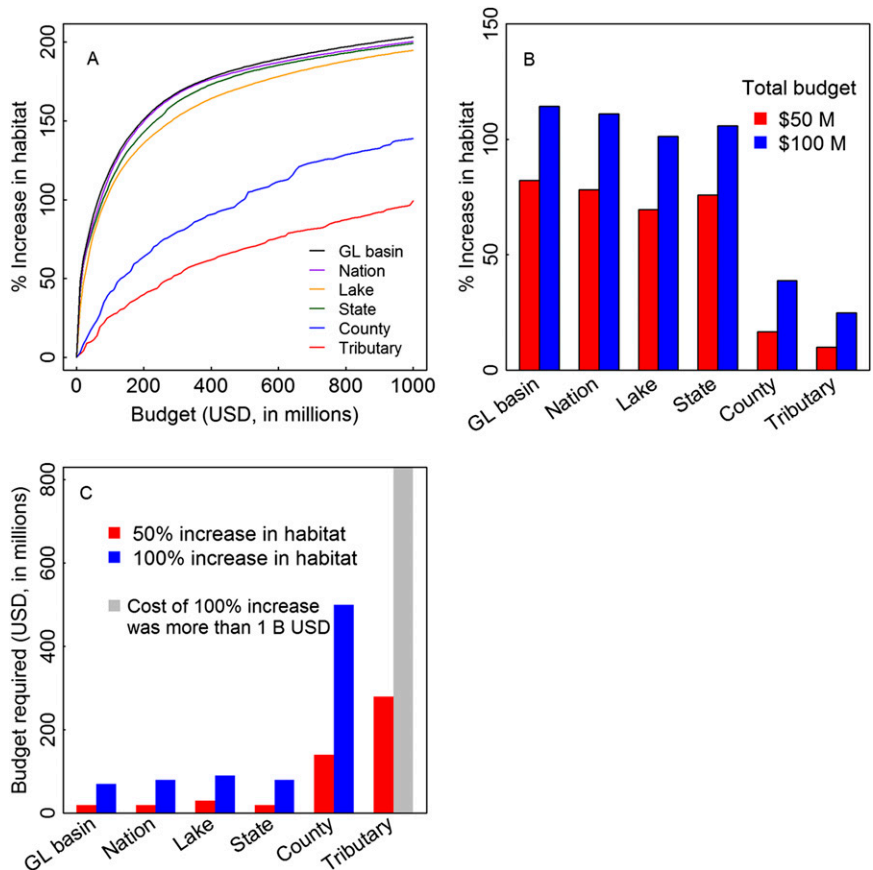 A
% Increase in habitat
200
150
100
50
0
GL basin
Nation
Lake
State
County
Tributary
0 200 400 600 800 1000
Budget (USD, in millions)
B
% Increase in habitat
150
100
50
0
Total budget
$50 M
$100 M
GL basin
Nation
Lake
State
County
Tributary
C
Budget required (USD, in millions)
800
600
400
200
0
50% increase in habitat
100% increase in habitat
Cost of 100% increase
was more than 1 B USD
GL basin
Nation
Lake
State
County
Tributary